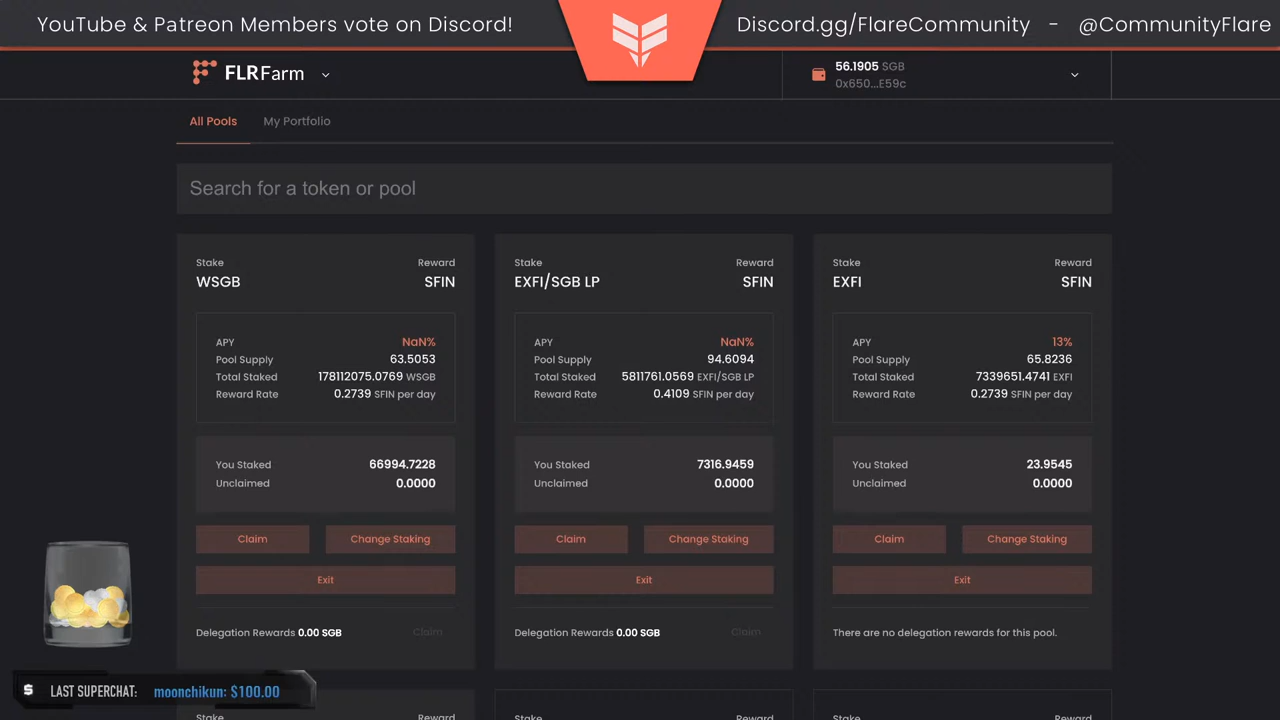 YouTube & Patreon Members vote on Discord!
Discord.gg/FlareCommunity - @CommunityFlare
FLRFarm
56.1905 SGB
0x650...E59c
All Pools My Portfolio
Search for a token or pool
Stake Reward
WSGB SFIN
APY NaN%
Pool Supply 63.5053
Total Staked 178112075.0769 WSGB
Reward Rate 0.2739 SFIN per day
You Staked 66994.7228
Unclaimed 0.0000
Claim Change Staking
Exit
Delegation Rewards 0.00 SGB Claim
Stake Reward
EXFI/SGB LP SFIN
APY NaN%
Pool Supply 94.6094
Total Staked 5811761.0569 EXFI/SGB LP
Reward Rate 0.4109 SFIN per day
You Staked 7316.9459
Unclaimed 0.0000
Claim Change Staking
Exit
Delegation Rewards 0.00 SGB Claim
Stake Reward
EXFI SFIN
APY 13%
Pool Supply 65.8236
Total Staked 7339651.4741 EXFI
Reward Rate 0.2739 SFIN per day
You Staked 23.9545
Unclaimed 0.0000
Claim Change Staking
Exit
There are no delegation rewards for this pool.
Stake Reward
Stake Reward
Stake Reward
$ LAST SUPERCHAT: moonchikun: $100.00